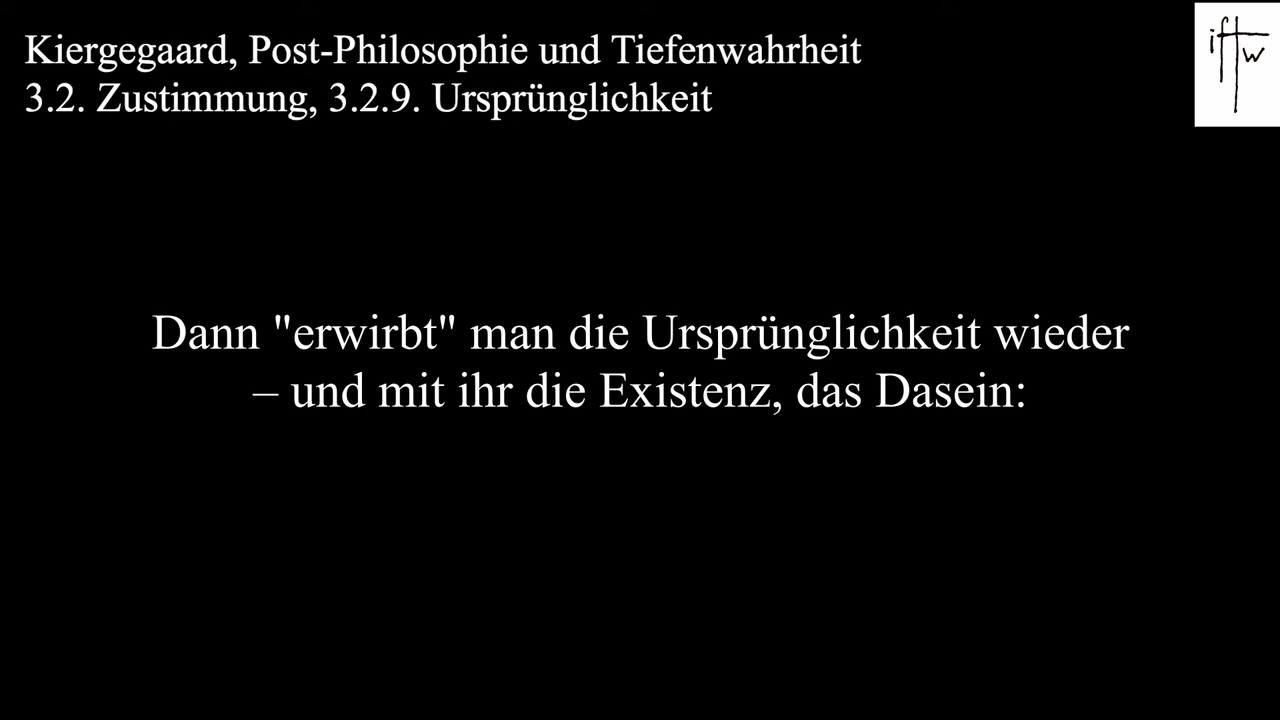 Kiergegaard, Post-Philosophie und Tiefenwahrheit
3.2. Zustimmung, 3.2.9. Ursprünglichkeit
iftw
Dann "erwirbt" man die Ursprünglichkeit wieder
– und mit ihr die Existenz, das Dasein: